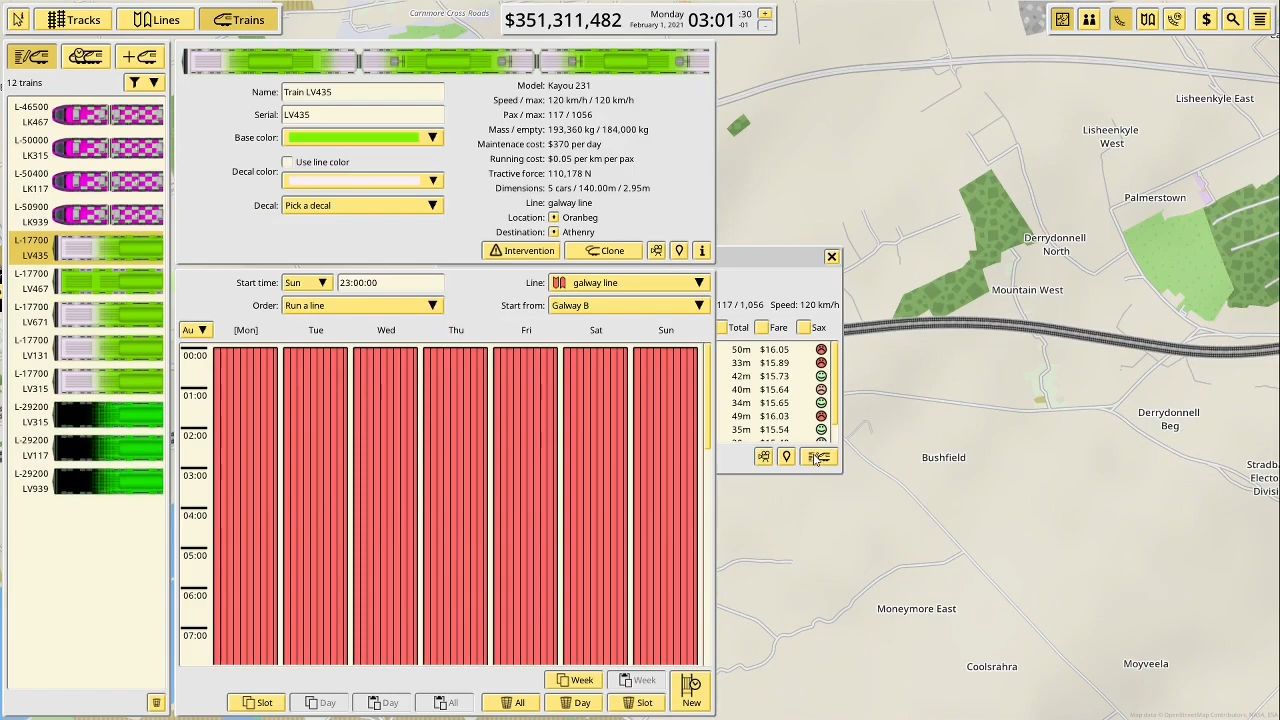 Tracks
Lines
Trains
Carnmore Cross Roads
$351,311,482
Monday
February 1, 2021
03:01
:30
-01
+
-
$
12 trains
L-46500
LK467
L-50000
LK315
L-50400
LK117
L-50900
LK939
L-17700
LV435
L-17700
LV467
L-17700
LV671
L-17700
LV131
L-17700
LV315
L-29200
LV315
L-29200
LV117
L-29200
LV939
Name: Train LV435
Serial: LV435
Base color:
Use line color
Decal color:
Decal: Pick a decal
Model: Kayou 231
Speed / max: 120 km/h / 120 km/h
Pax / max: 117 / 1056
Mass / empty: 193,360 kg / 184,000 kg
Maintenace cost: $370 per day
Running cost: $0.05 per km per pax
Tractive force: 110,178 N
Dimensions: 5 cars / 140.00m / 2.95m
Line: galway line
Location: Oranbeg
Destination: Athenry
Intervention
Clone
Start time: Sun 23:00:00
Line: galway line
Order: Run a line
Start from: Galway B
Au [Mon] Tue Wed Thu Fri Sat Sun
00:00
01:00
02:00
03:00
04:00
05:00
06:00
07:00
Week
Week
Slot
Day
Day
All
All
Day
Slot
New
117 / 1,056 Speed: 120 km/h
Total Fare Sax
50m $16.05
33m $15.89
42m $15.73
40m $15.64
34m $15.65
49m $16.03
35m $15.54
Lisheenkyle East
Lisheenkyle
West
Palmerstown
Derrydonnell
North
Mountain West
Derrydonnell
Beg
Bushfield
Moneymore East
Coolsrahra
Moyveela